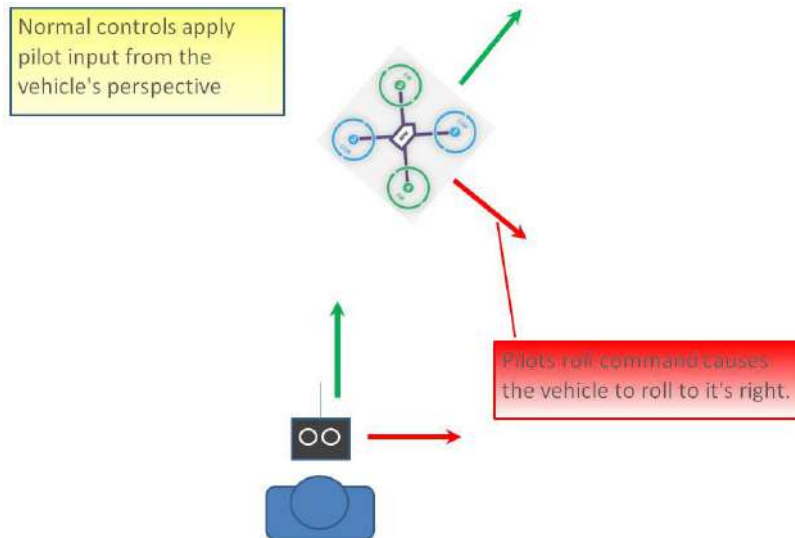 Normal controls apply
pilot input from the
vehicle's perspective
Pilots roll command causes
the vehicle to roll to it's right.